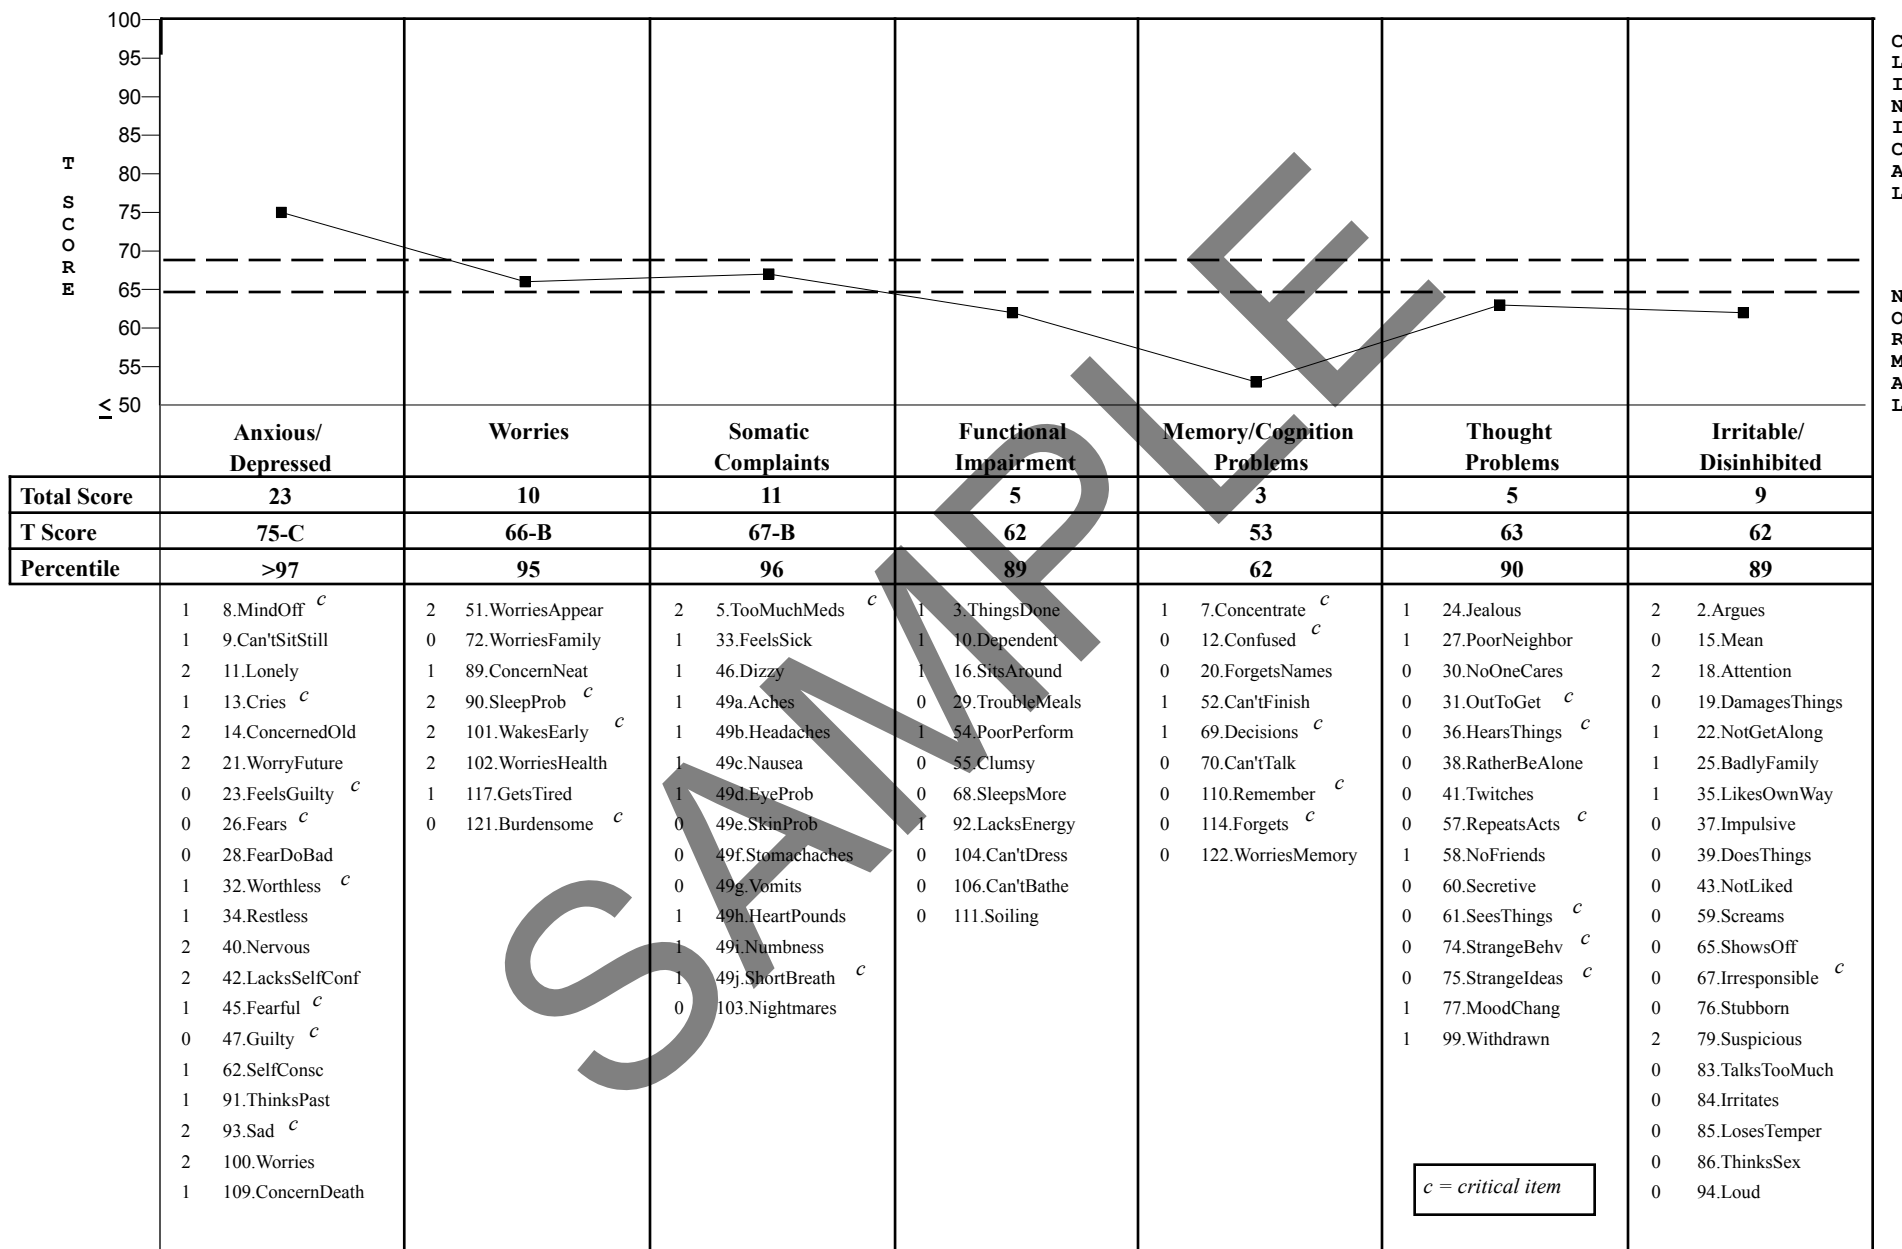 100
95
90
85
80
75
70
65
60
55
≤ 50
T SCORE
CLINICAL
NORMAL
Anxious/ Depressed
Worries
Somatic Complaints
Functional Impairment
Memory/Cognition Problems
Thought Problems
Irritable/ Disinhibited
Total Score 23 10 11 5 3 5 9
T Score 75-C 66-B 67-B 62 53 63 62
Percentile >97 95 96 89 62 90 89
1 8.MindOff c
1 9.Can'tSitStill
2 11.Lonely
1 13.Cries c
2 14.ConcernedOld
2 21.WorryFuture
0 23.FeelsGuilty c
0 26.Fears c
0 28.FearDoBad
1 32.Worthless c
1 34.Restless
2 40.Nervous
2 42.LacksSelfConf
1 45.Fearful c
0 47.Guilty c
1 62.SelfConsc
1 91.ThinksPast
2 93.Sad c
2 100.Worries
1 109.ConcernDeath
2 51.WorriesAppear
0 72.WorriesFamily
1 89.ConcernNeat
2 90.SleepProb c
2 101.WakesEarly c
2 102.WorriesHealth
1 117.GetsTired
0 121.Burdensome c
2 5.TooMuchMeds c
1 33.FeelsSick
1 46.Dizzy
1 49a.Aches
1 49b.Headaches
1 49c.Nausea
1 49d.EyeProb
0 49e.SkinProb
0 49f.Stomachaches
0 49g.Vomits
1 49h.HeartPounds
1 49i.Numbness
1 49j.ShortBreath c
0 103.Nightmares
1 3.ThingsDone
1 10.Dependent
1 16.SitsAround
0 29.TroubleMeals
1 54.PoorPerform
0 55.Clumsy
0 68.SleepsMore
1 92.LacksEnergy
0 104.Can'tDress
0 106.Can'tBathe
0 111.Soiling
1 7.Concentrate c
0 12.Confused c
0 20.ForgetsNames
1 52.Can'tFinish
1 69.Decisions c
0 70.Can'tTalk
0 110.Remember c
0 114.Forgets c
0 122.WorriesMemory
1 24.Jealous
1 27.PoorNeighbor
0 30.NoOneCares
0 31.OutToGet c
0 36.HearsThings c
0 38.RatherBeAlone
0 41.Twitches
0 57.RepeatsActs c
1 58.NoFriends
0 60.Secretive
0 61.SeesThings c
0 74.StrangeBehv c
0 75.StrangeIdeas c
1 77.MoodChang
1 99.Withdrawn
c = critical item
2 2.Argues
0 15.Mean
2 18.Attention
0 19.DamagesThings
1 22.NotGetAlong
1 25.BadlyFamily
1 35.LikesOwnWay
0 37.Impulsive
0 39.DoesThings
0 43.NotLiked
0 59.Screams
0 65.ShowsOff
0 67.Irresponsible c
0 76.Stubborn
2 79.Suspicious
0 83.TalksTooMuch
0 84.Irritates
0 85.LosesTemper
0 86.ThinksSex
0 94.Loud
SAMPLE